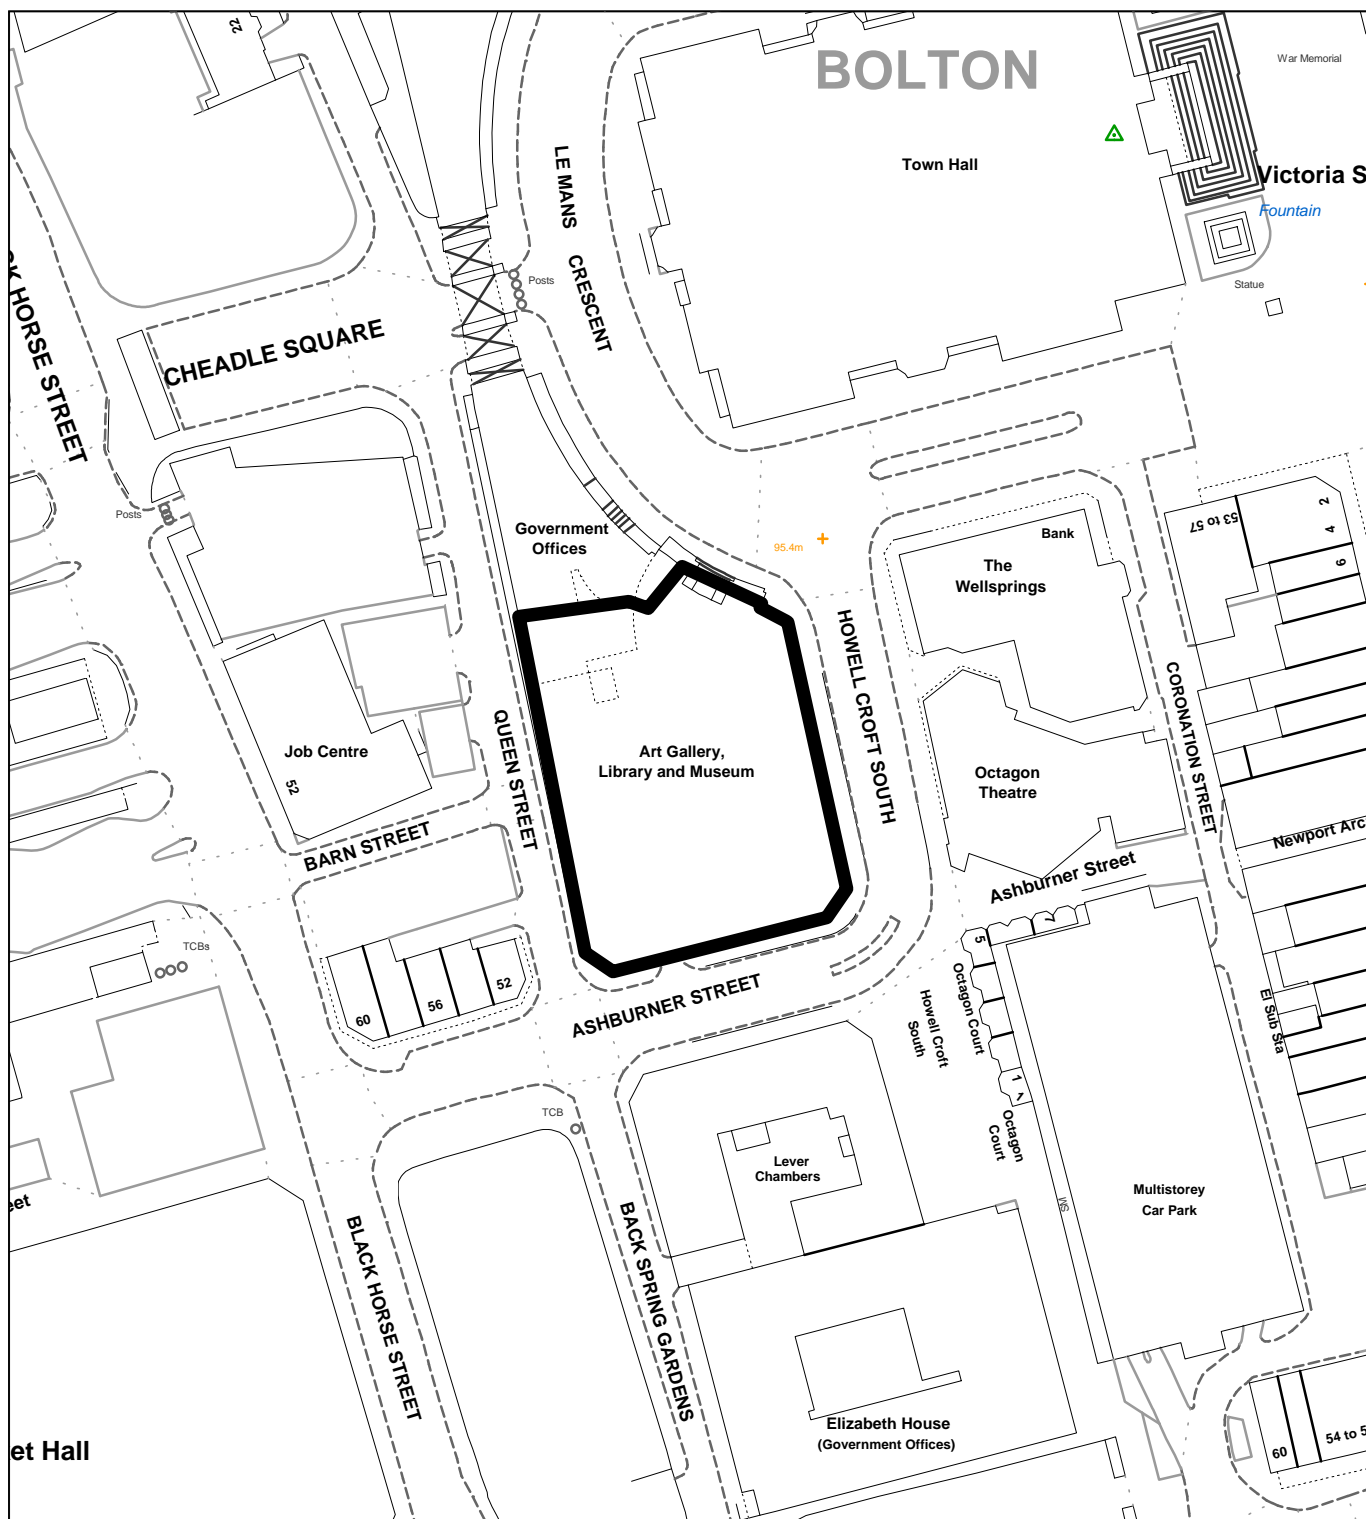 22
BOLTON
War Memorial
Town Hall
Victoria S
Fountain
Statue
LE MANS
CRESCENT
Posts
CK HORSE STREET
CHEADLE SQUARE
Posts
Government
Offices
95.4m
Bank
The
Wellsprings
53 to 57
2
4
6
HOWELL CROFT SOUTH
CORONATION STREET
QUEEN STREET
Job Centre
52
Art Gallery,
Library and Museum
Octagon
Theatre
BARN STREET
Newport Arc
Ashburner Street
TCBs
60
56
52
5
7
ASHBURNER STREET
Octagon Court
Howell Croft
South
El Sub Sta
1
TCB
Octagon
Court
Lever
Chambers
Multistorey
Car Park
SM
eet
BLACK HORSE STREET
BACK SPRING GARDENS
Elizabeth House
(Government Offices)
et Hall
60
54 to 5